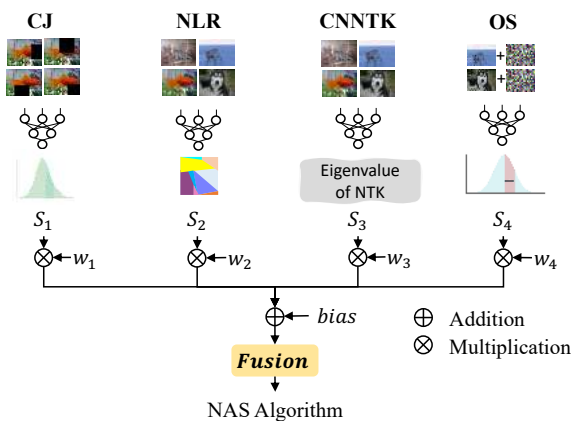 CJ NLR CNNTK OS
+
+
Eigenvalue
of NTK
S₁ S₂ S₃ S₄
w₁ w₂ w₃ w₄
bias
Addition
Multiplication
Fusion
NAS Algorithm